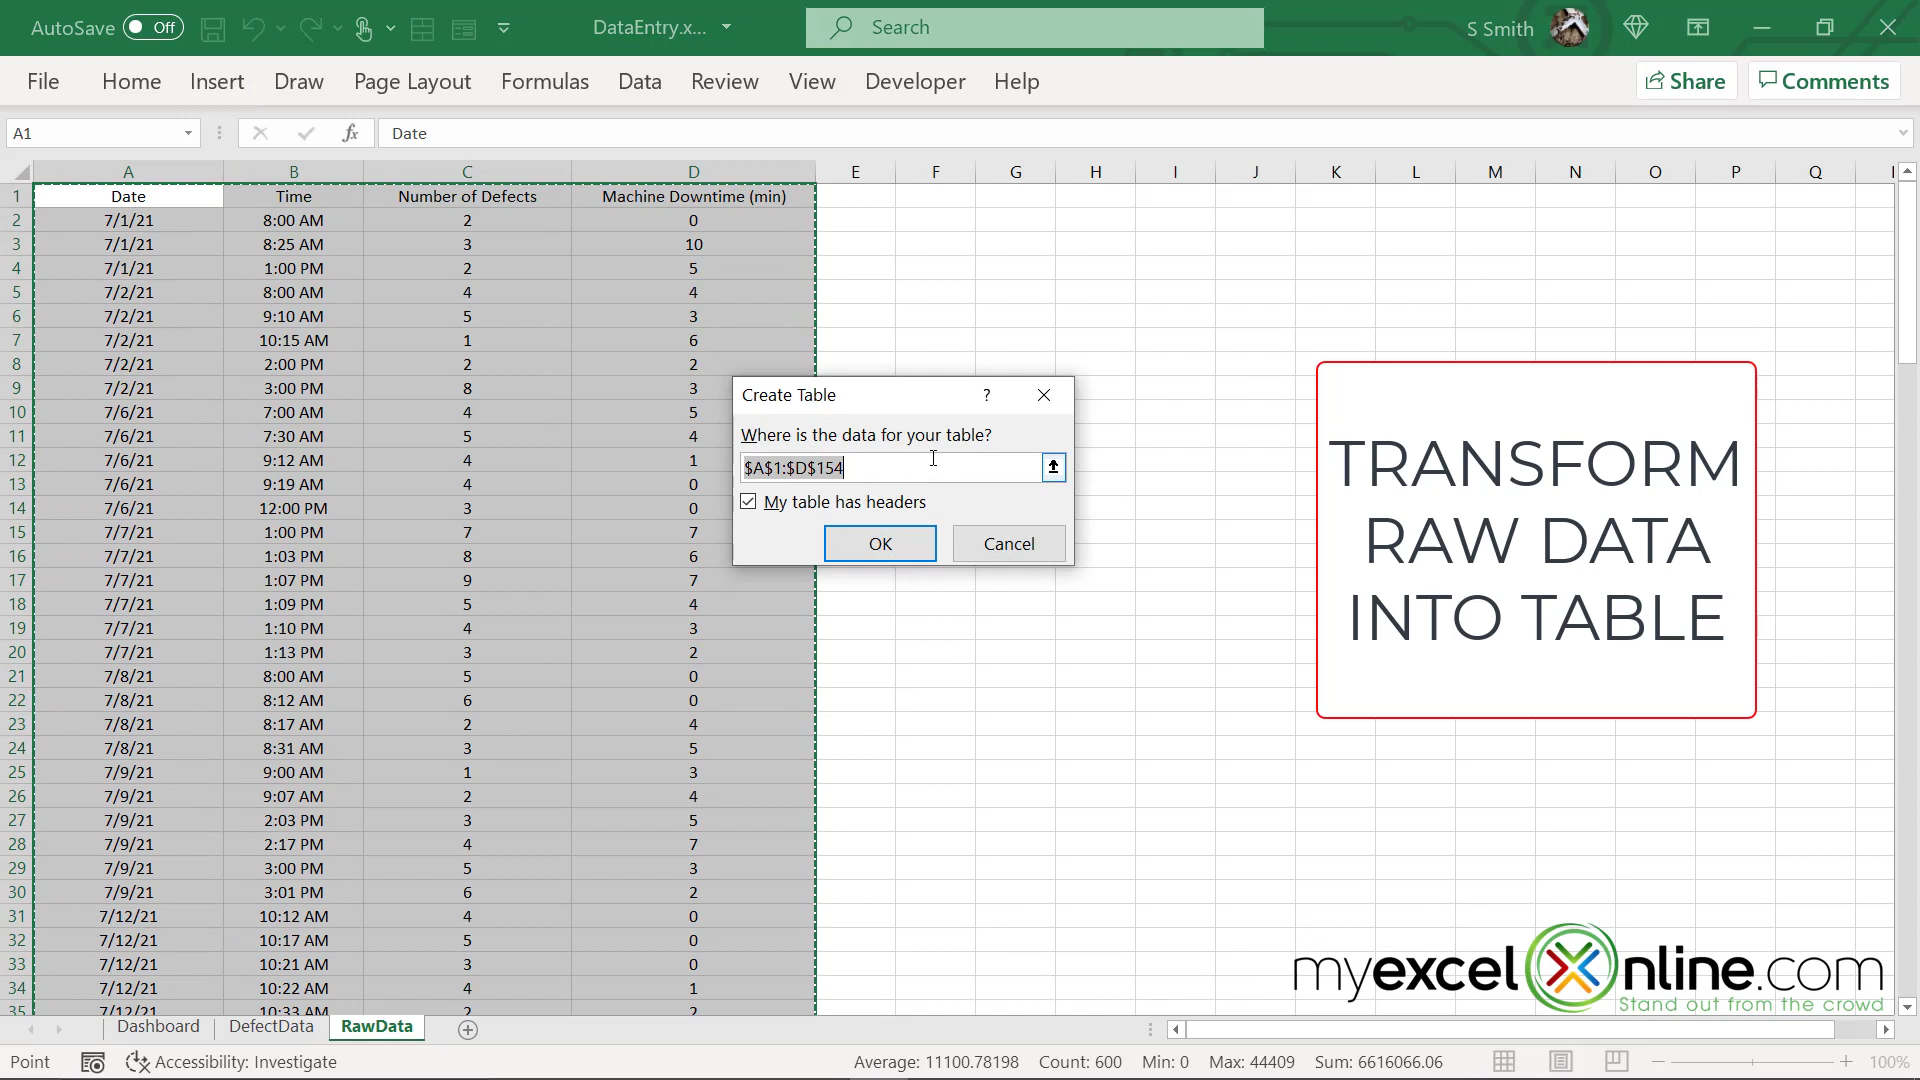 AutoSave Off DataEntry.x... Search S Smith
File Home Insert Draw Page Layout Formulas Data Review View Developer Help Share Comments
A1 fx Date
A B C D E F G H I J K L M N O P Q
1 Date Time Number of Defects Machine Downtime (min)
2 7/1/21 8:00 AM 2 0
3 7/1/21 8:25 AM 3 10
4 7/1/21 1:00 PM 2 5
5 7/2/21 8:00 AM 4 4
6 7/2/21 9:10 AM 5 3
7 7/2/21 10:15 AM 1 6
8 7/2/21 2:00 PM 2 2
9 7/2/21 3:00 PM 8 3
10 7/6/21 7:00 AM 4 5
11 7/6/21 7:30 AM 5 4
12 7/6/21 9:12 AM 4 1
13 7/6/21 9:19 AM 4 0
14 7/6/21 12:00 PM 3 0
15 7/7/21 1:00 PM 7 7
16 7/7/21 1:03 PM 8 6
17 7/7/21 1:07 PM 9 7
18 7/7/21 1:09 PM 5 4
19 7/7/21 1:10 PM 4 3
20 7/7/21 1:13 PM 3 2
21 7/8/21 8:00 AM 5 0
22 7/8/21 8:12 AM 6 0
23 7/8/21 8:17 AM 2 4
24 7/8/21 8:31 AM 3 5
25 7/9/21 9:00 AM 1 3
26 7/9/21 9:07 AM 2 4
27 7/9/21 2:03 PM 3 5
28 7/9/21 2:17 PM 4 7
29 7/9/21 3:00 PM 5 3
30 7/9/21 3:01 PM 6 2
31 7/12/21 10:12 AM 4 0
32 7/12/21 10:17 AM 5 0
33 7/12/21 10:21 AM 3 0
34 7/12/21 10:22 AM 4 1
35 7/12/21 10:33 AM 2 2
Create Table ?
Where is the data for your table?
$A$1:$D$154
My table has headers
OK Cancel
TRANSFORM
RAW DATA
INTO TABLE
myexcelonline.com
Stand out from the crowd
Dashboard DefectData RawData
Point Accessibility: Investigate Average: 11100.78198 Count: 600 Min: 0 Max: 44409 Sum: 6616066.06 100%